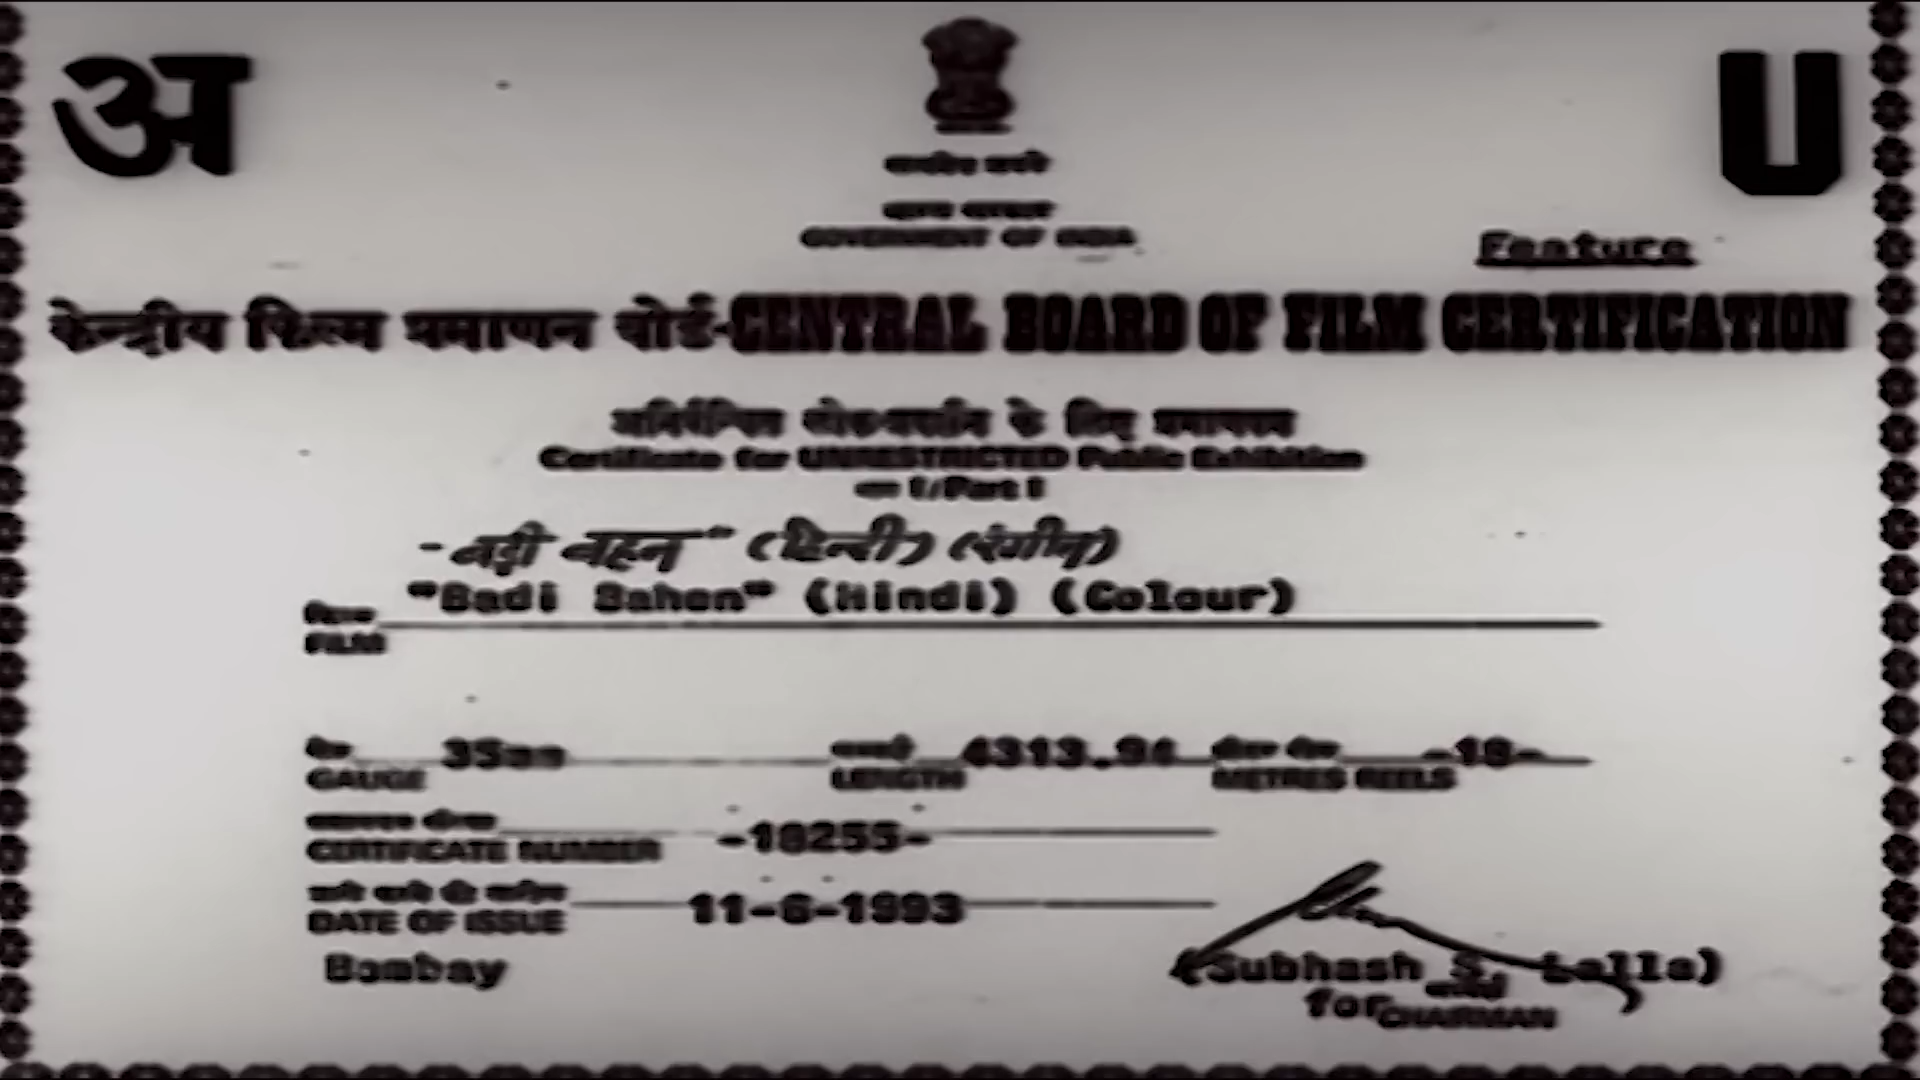 अ
U
GOVERNMENT OF INDIA
Feature
केन्द्रीय फिल्म प्रमाणन बोर्ड-CENTRAL BOARD OF FILM CERTIFICATION
के लिए
Certificate for UNRESTRICTED Public Exhibition
I/Part I
"बड़ी बहन" (हिन्दी) (रंगीन)
"Badi Bahen" (Hindi) (Colour)
FILM
35mm 4313.94 -18-
GAUGE LENGTH METRES REELS
-18255-
CERTIFICATE NUMBER
11-6-1993
DATE OF ISSUE
Bombay
(Subhash S. Lalla)
for CHAIRMAN